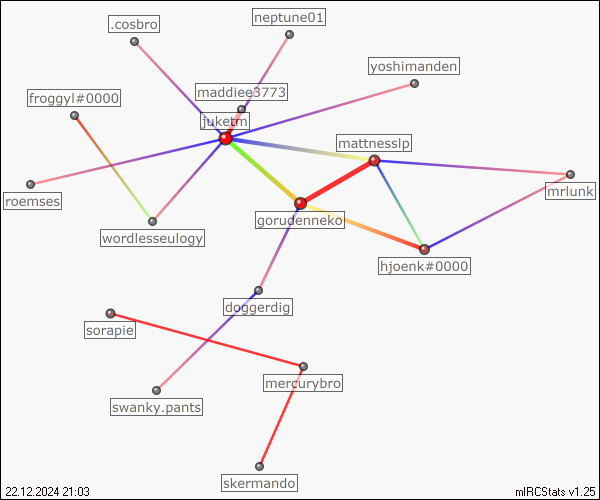 neptune01
.cosbro
yoshimanden
maddiee3773
froggyl#0000
juketm
mattnesslp
mrlunk
roemses
gorudenneko
wordlesseulogy
hjoenk#0000
doggerdig
sorapie
mercurybro
swanky.pants
skermando
22.12.2024 21:03
mIRCStats v1.25